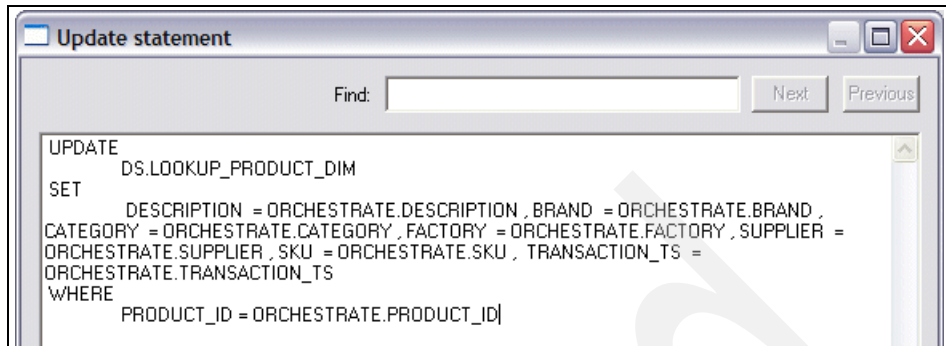 Update statement
Find:
Next
Previous
UPDATE
DS.LOOKUP_PRODUCT_DIM
SET
DESCRIPTION = ORCHESTRATE.DESCRIPTION , BRAND = ORCHESTRATE.BRAND ,
CATEGORY = ORCHESTRATE.CATEGORY , FACTORY = ORCHESTRATE.FACTORY , SUPPLIER =
ORCHESTRATE.SUPPLIER , SKU = ORCHESTRATE.SKU , TRANSACTION_TS =
ORCHESTRATE.TRANSACTION_TS
WHERE
PRODUCT_ID = ORCHESTRATE.PRODUCT_ID